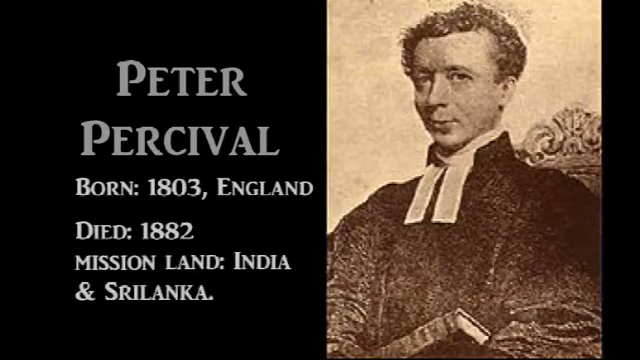 PETER
PERCIVAL
BORN: 1803, ENGLAND
DIED: 1882
MISSION LAND: INDIA
& SRILANKA.